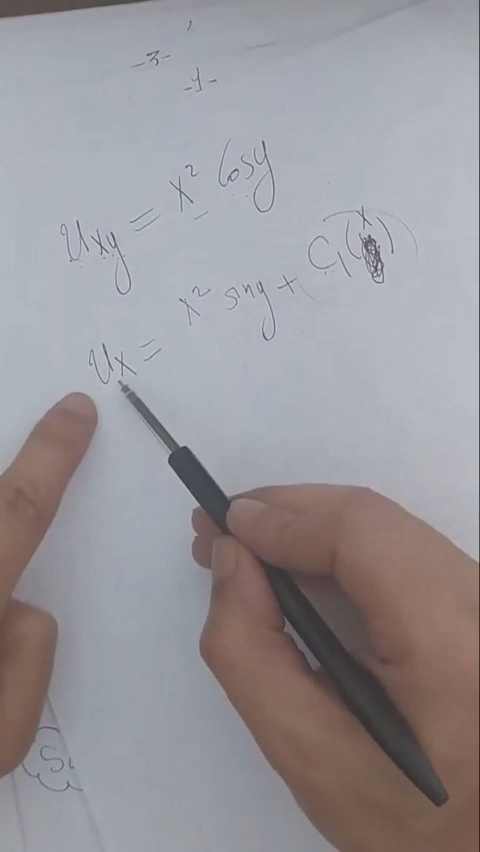 -3-
-1-
Uxy = x² Cosy
Ux = x² siny + C₁(x)